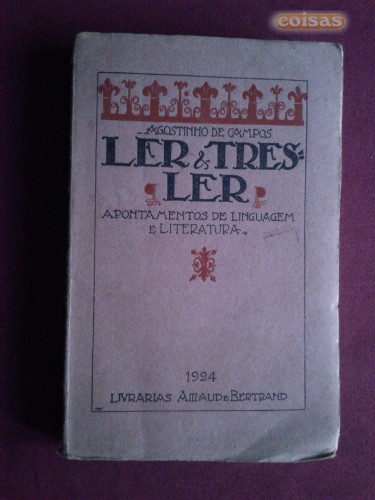 coisas
AGOSTINHO DE CAMPOS
LER & TRES=
LER
APONTAMENTOS DE LINGUAGEM
E LITERATURA
1924
LIVRARIAS AILLAUD E BERTRAND